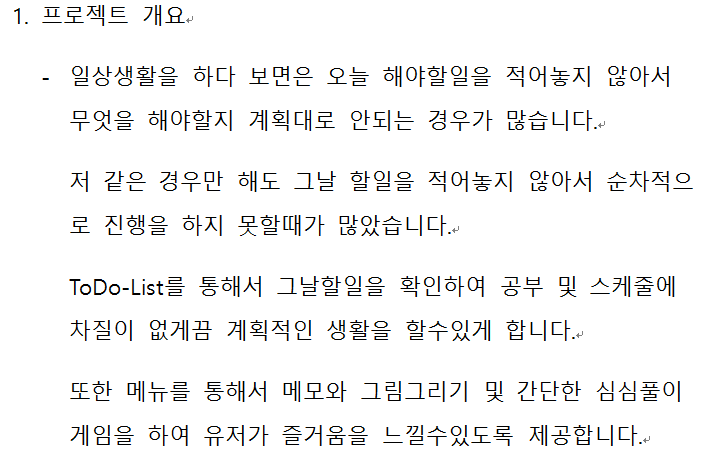 1. 프로젝트 개요
- 일상생활을 하다 보면은 오늘 해야할일을 적어놓지 않아서
무엇을 해야할지 계획대로 안되는 경우가 많습니다.
저 같은 경우만 해도 그날 할일을 적어놓지 않아서 순차적으
로 진행을 하지 못할때가 많았습니다.
ToDo-List를 통해서 그날할일을 확인하여 공부 및 스케줄에
차질이 없게끔 계획적인 생활을 할수있게 합니다.
또한 메뉴를 통해서 메모와 그림그리기 및 간단한 심심풀이
게임을 하여 유저가 즐거움을 느낄수있도록 제공합니다.